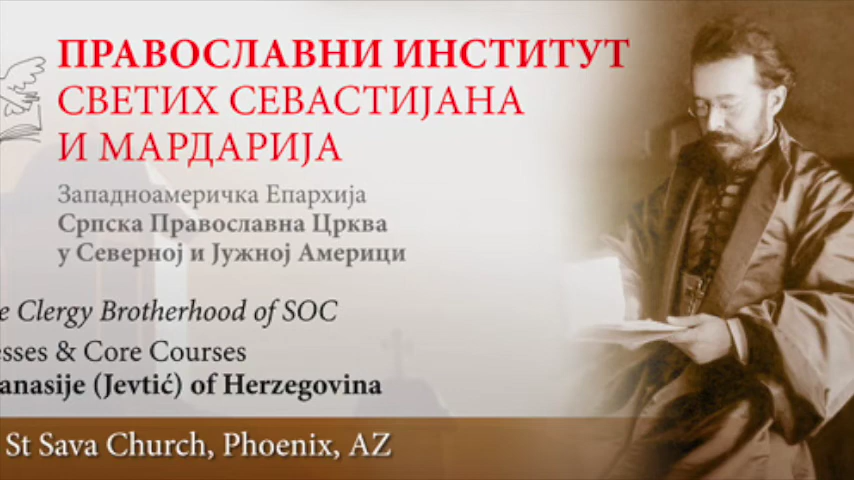 ПРАВОСЛАВНИ ИНСТИТУТ
СВЕТИХ СЕВАСТИЈАНА
И МАРДАРИЈА
Западноамеричка Епархија
Српска Православна Црква
у Северној и Јужној Америци
Clergy Brotherhood of SOC
& Core Courses
(Jevtić) of Herzegovina
St Sava Church, Phoenix, AZ